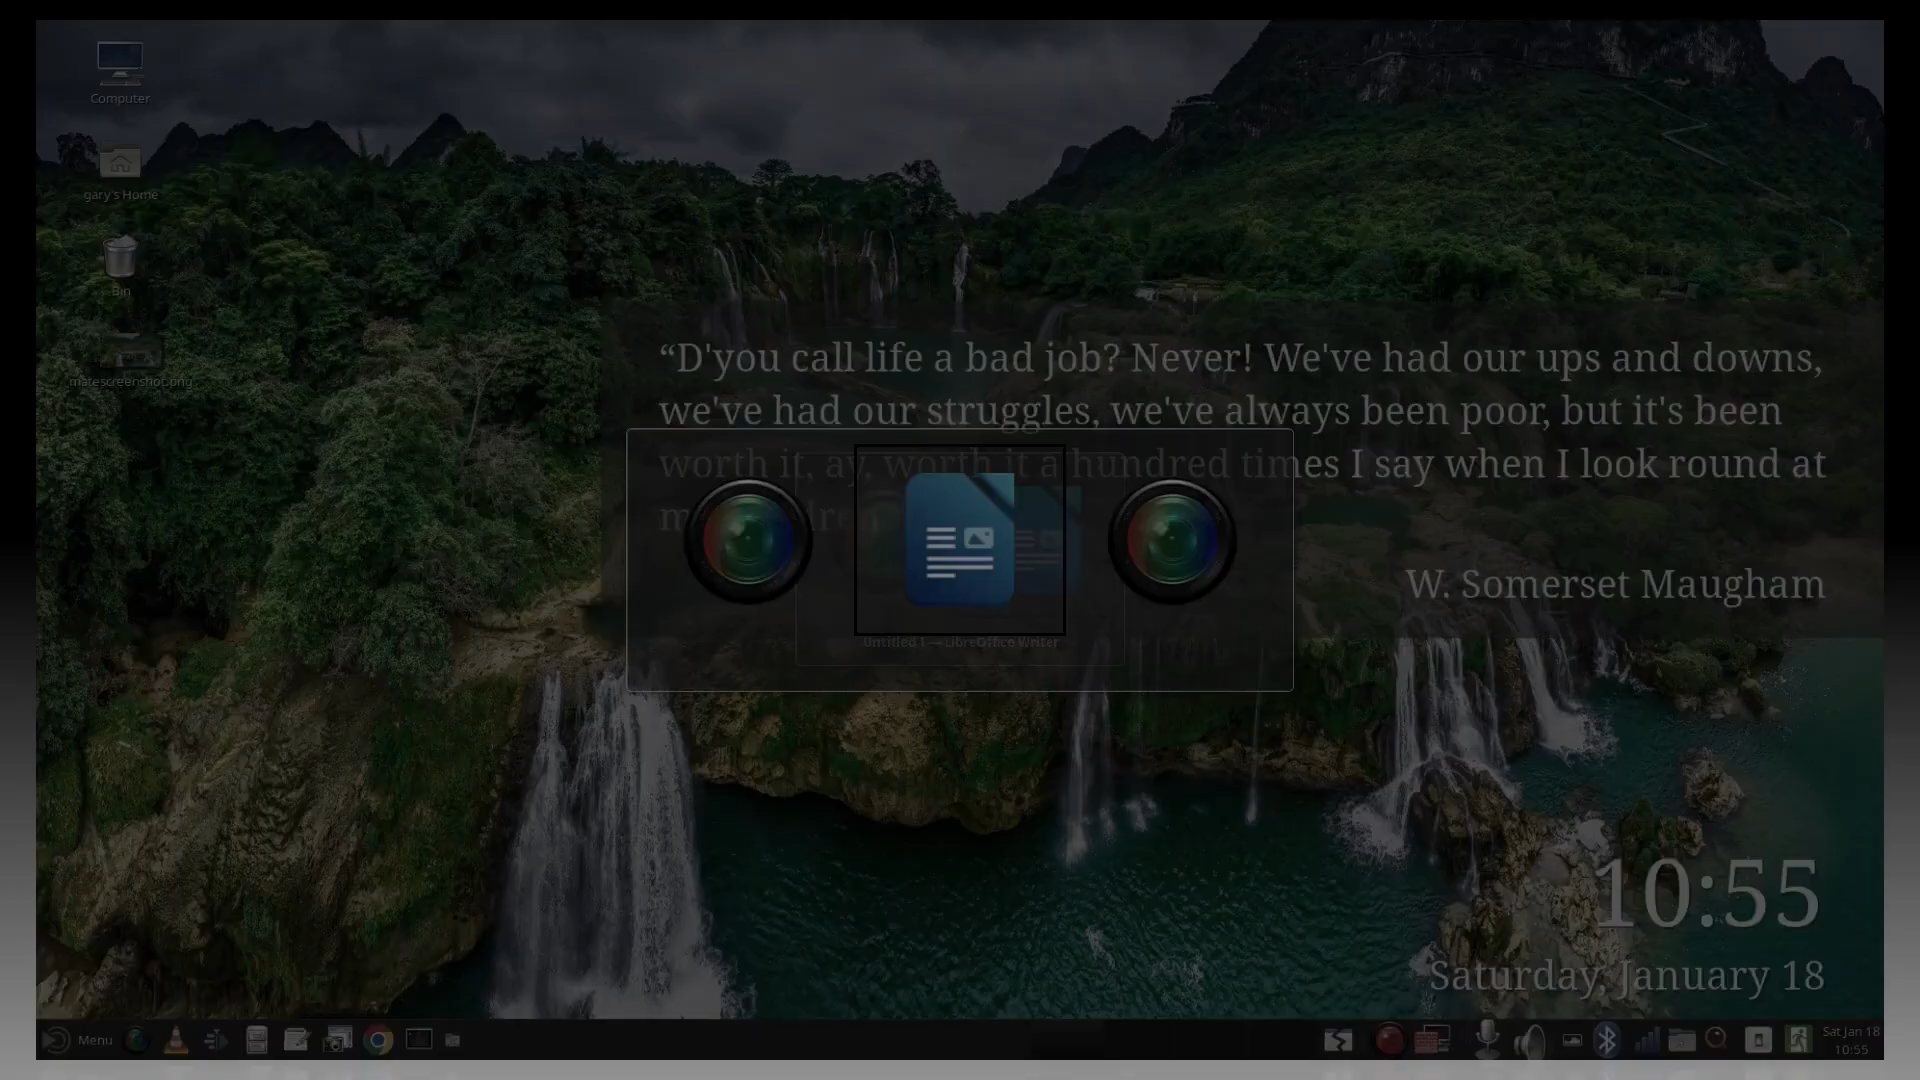 Computer
gary's Home
Bin
matescreenshot.png
“D'you call life a bad job? Never! We've had our ups and downs,
we've had our struggles, we've always been poor, but it's been
worth it, ay, worth it a hundred times I say when I look round at
W. Somerset Maugham
Untitled 1 — LibreOffice Writer
10:55
Saturday, January 18
Menu
Sat Jan 18
10:55